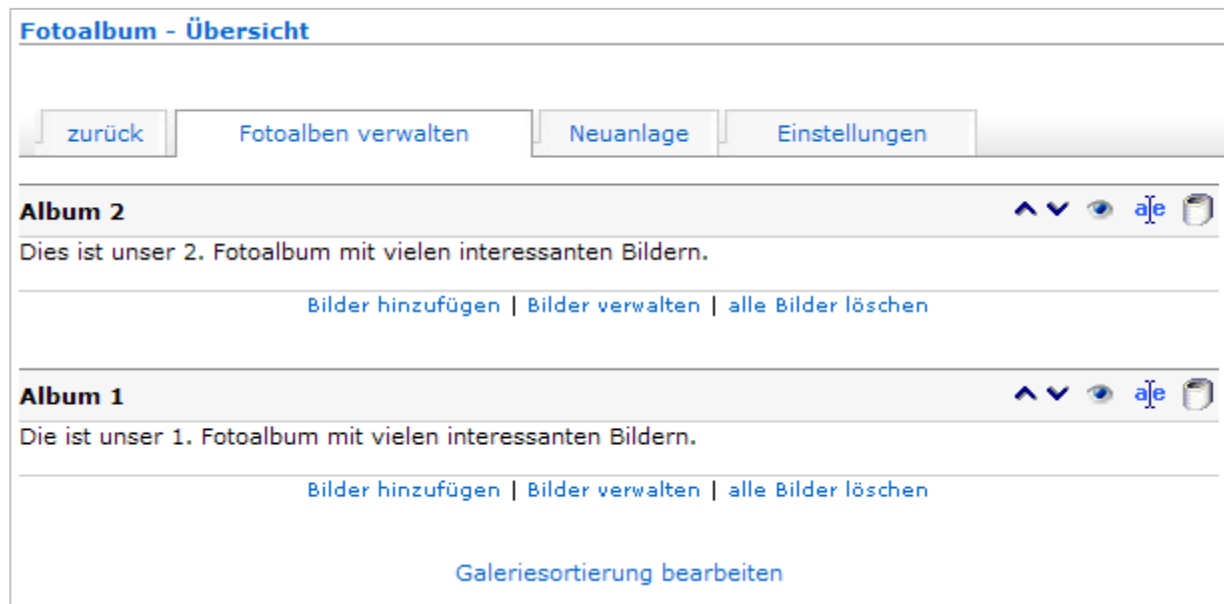 Fotoalbum - Übersicht
zurück Fotoalben verwalten Neuanlage Einstellungen
Album 2 a e
Dies ist unser 2. Fotoalbum mit vielen interessanten Bildern.
Bilder hinzufügen | Bilder verwalten | alle Bilder löschen
Album 1 a e
Die ist unser 1. Fotoalbum mit vielen interessanten Bildern.
Bilder hinzufügen | Bilder verwalten | alle Bilder löschen
Galeriesortierung bearbeiten